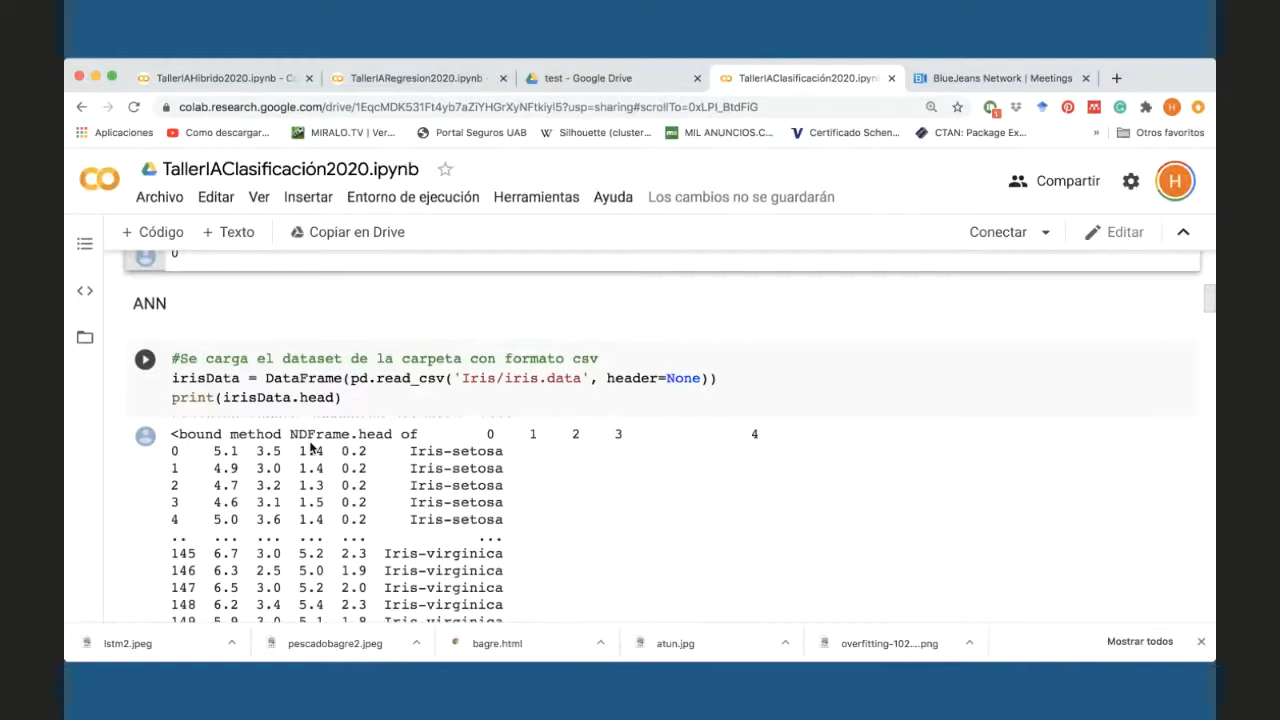 TallerIAHibrido2020.ipynb - Co
TallerIARegresion2020.ipynb -
test - Google Drive
TallerIAClasificación2020.ipynb
BlueJeans Network | Meetings
colab.research.google.com/drive/1EqcMDK531Ft4yb7aZiYHGrXyNFtkiyl5?usp=sharing#scrollTo=0xLPI_BtdFiG
Aplicaciones
Como descargar...
MIRALO.TV | Ver...
Portal Seguros UAB
Silhouette (cluster...
MIL ANUNCIOS.C...
Certificado Schen...
CTAN: Package Ex...
»
Otros favoritos
TallerIAClasificación2020.ipynb
Compartir
H
Archivo Editar Ver Insertar Entorno de ejecución Herramientas Ayuda Los cambios no se guardarán
+ Código + Texto Copiar en Drive Conectar Editar
0
ANN
#Se carga el dataset de la carpeta con formato csv
irisData = DataFrame(pd.read_csv('Iris/iris.data', header=None))
print(irisData.head)
<bound method NDFrame.head of 0 1 2 3 4
0 5.1 3.5 1.4 0.2 Iris-setosa
1 4.9 3.0 1.4 0.2 Iris-setosa
2 4.7 3.2 1.3 0.2 Iris-setosa
3 4.6 3.1 1.5 0.2 Iris-setosa
4 5.0 3.6 1.4 0.2 Iris-setosa
.. ... ... ... ... ...
145 6.7 3.0 5.2 2.3 Iris-virginica
146 6.3 2.5 5.0 1.9 Iris-virginica
147 6.5 3.0 5.2 2.0 Iris-virginica
148 6.2 3.4 5.4 2.3 Iris-virginica
149 5.9 3.0 5.1 1.8 Iris-virginica
lstm2.jpeg
pescadobagre2.jpeg
bagre.html
atun.jpg
overfitting-102....png
Mostrar todos